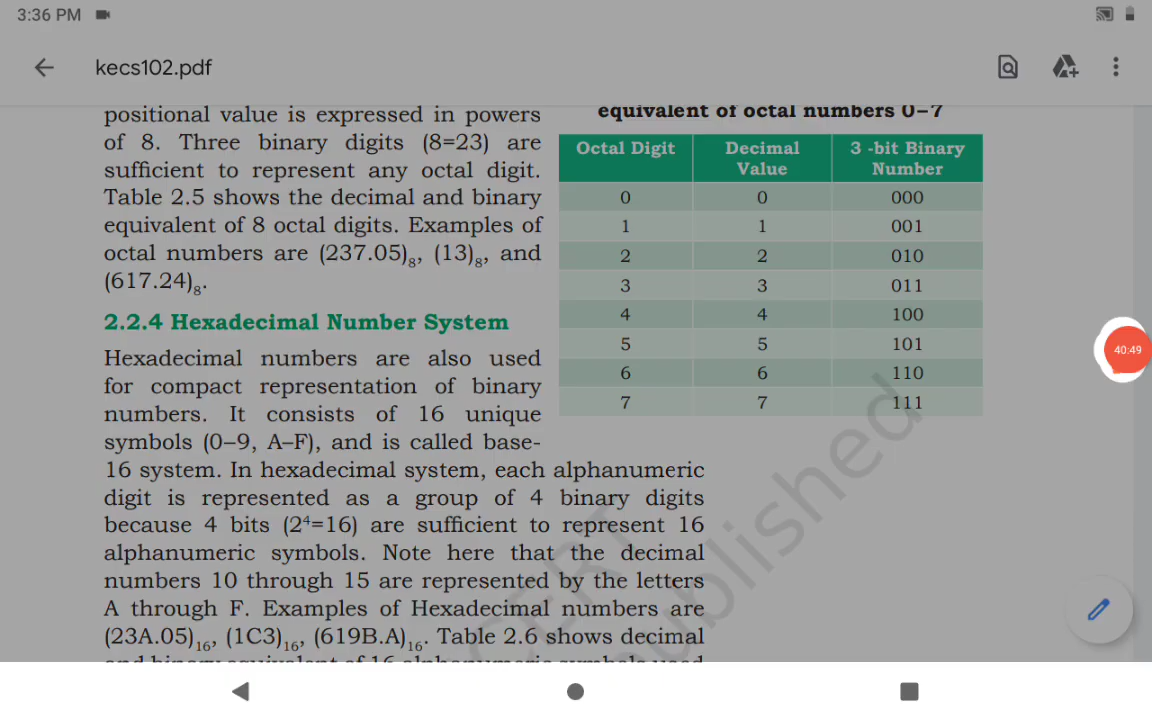 3:36 PM
kecs102.pdf
positional value is expressed in powers
of 8. Three binary digits (8=23) are
sufficient to represent any octal digit.
Table 2.5 shows the decimal and binary
equivalent of 8 octal digits. Examples of
octal numbers are (237.05)₈, (13)₈, and
(617.24)₈.
equivalent of octal numbers 0–7
Octal Digit Decimal Value 3 -bit Binary Number
0 0 000
1 1 001
2 2 010
3 3 011
4 4 100
5 5 101
6 6 110
7 7 111
2.2.4 Hexadecimal Number System
Hexadecimal numbers are also used
for compact representation of binary
numbers. It consists of 16 unique
symbols (0–9, A–F), and is called base-
16 system. In hexadecimal system, each alphanumeric
digit is represented as a group of 4 binary digits
because 4 bits (2⁴=16) are sufficient to represent 16
alphanumeric symbols. Note here that the decimal
numbers 10 through 15 are represented by the letters
A through F. Examples of Hexadecimal numbers are
(23A.05)₁₆, (1C3)₁₆, (619B.A)₁₆. Table 2.6 shows decimal
and binary equivalent of 16 alphanumeric symbols used
40:49